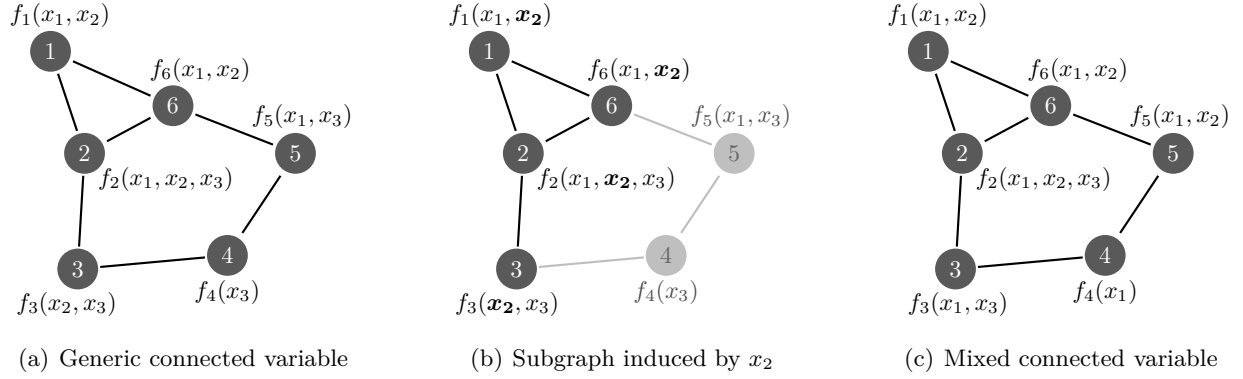 f₁(x₁, x₂)
1
f₆(x₁, x₂)
6
f₅(x₁, x₃)
2
5
f₂(x₁, x₂, x₃)
3
4
f₄(x₃)
f₃(x₂, x₃)
(a) Generic connected variable
f₁(x₁, x₂)
1
f₆(x₁, x₂)
6
f₅(x₁, x₃)
2
5
f₂(x₁, x₂, x₃)
3
4
f₄(x₃)
f₃(x₂, x₃)
(b) Subgraph induced by x₂
f₁(x₁, x₂)
1
f₆(x₁, x₂)
6
f₅(x₁, x₂)
2
5
f₂(x₁, x₂, x₃)
3
4
f₄(x₁)
f₃(x₁, x₃)
(c) Mixed connected variable